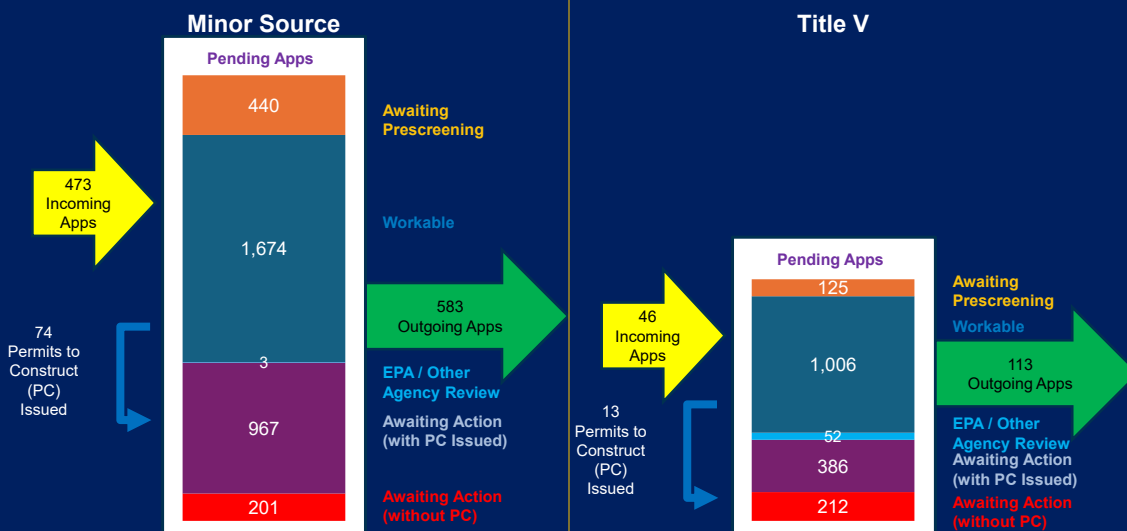 Minor Source
Pending Apps
440
Awaiting
Prescreening
473
Incoming
Apps
1,674
Workable
583
Outgoing Apps
74
Permits to
Construct
(PC)
Issued
3
EPA / Other
Agency Review
967
Awaiting Action
(with PC Issued)
201
Awaiting Action
(without PC)
Title V
Pending Apps
125
Awaiting
Prescreening
46
Incoming
Apps
1,006
Workable
113
Outgoing Apps
13
Permits to
Construct
(PC)
Issued
52
EPA / Other
Agency Review
386
Awaiting Action
(with PC Issued)
212
Awaiting Action
(without PC)